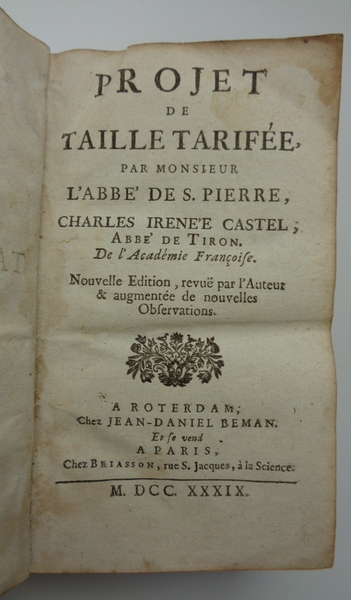 PROJET
DE
TAILLE TARIFÉE,
PAR MONSIEUR
L'ABBE' DE S. PIERRE,
CHARLES IRENE'E CASTEL,
ABBE' DE TIRON.
De l'Académie Françoise.
Nouvelle Edition, revuë par l'Auteur
& augmentée de nouvelles
Observations.
A ROTERDAM,
Chez JEAN-DANIEL BEMAN.
Et se vend
A PARIS,
Chez BRIASSON, rue S. Jacques, à la Science.
M. DCC. XXXIX.